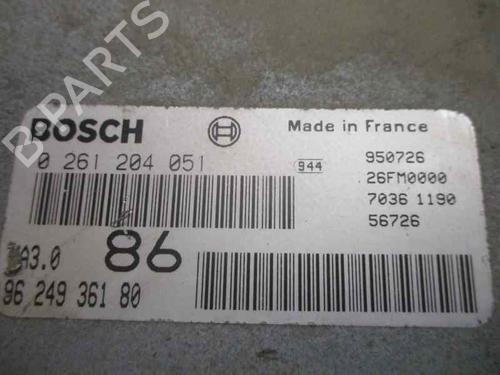 B PARTS
BOSCH
Made in France
0 261 204 051
944
950726
26FM0000
7036 1190
56726
A3.0
86
96 249 361 80